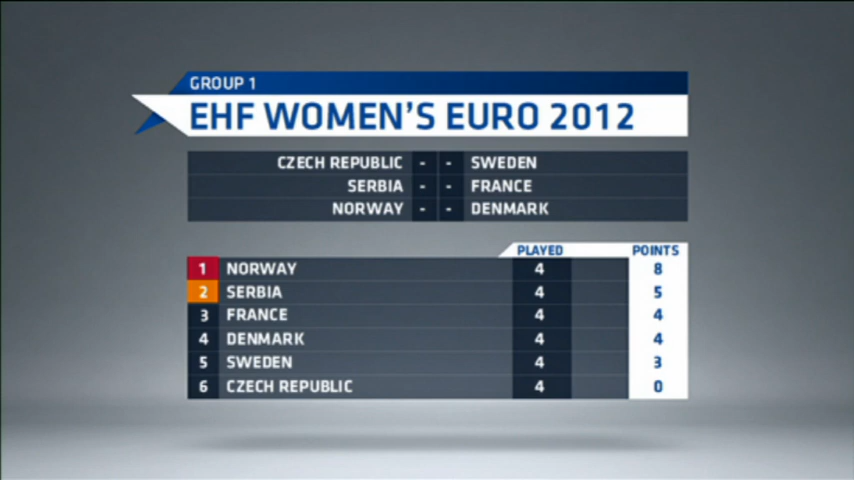 GROUP 1
EHF WOMEN'S EURO 2012
CZECH REPUBLIC - - SWEDEN
SERBIA - - FRANCE
NORWAY - - DENMARK
PLAYED POINTS
1 NORWAY 4 8
2 SERBIA 4 5
3 FRANCE 4 4
4 DENMARK 4 4
5 SWEDEN 4 3
6 CZECH REPUBLIC 4 0